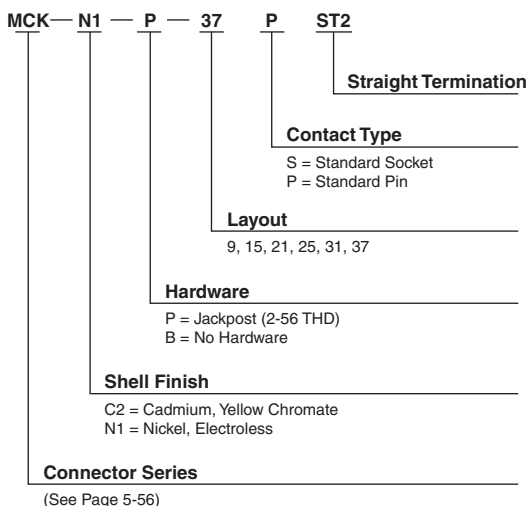 MCK — N1 — P — 37 P ST2
Straight Termination
Contact Type
S = Standard Socket
P = Standard Pin
Layout
9, 15, 21, 25, 31, 37
Hardware
P = Jackpost (2-56 THD)
B = No Hardware
Shell Finish
C2 = Cadmium, Yellow Chromate
N1 = Nickel, Electroless
Connector Series
(See Page 5-56)